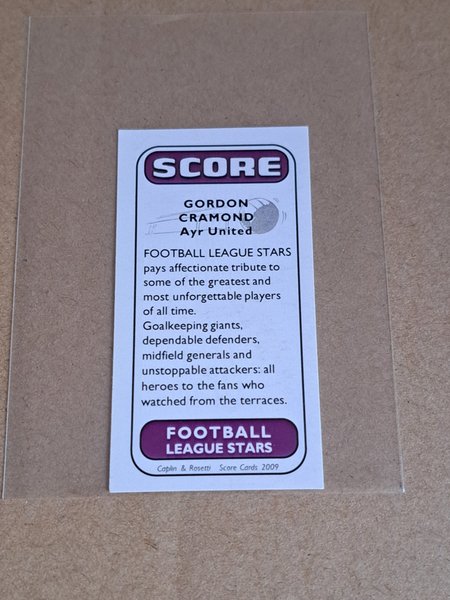 SCORE
GORDON
CRAMOND
Ayr United
FOOTBALL LEAGUE STARS
pays affectionate tribute to
some of the greatest and
most unforgettable players
of all time.
Goalkeeping giants,
dependable defenders,
midfield generals and
unstoppable attackers: all
heroes to the fans who
watched from the terraces.
FOOTBALL
LEAGUE STARS
Caplin & Rosetti Score Cards 2009